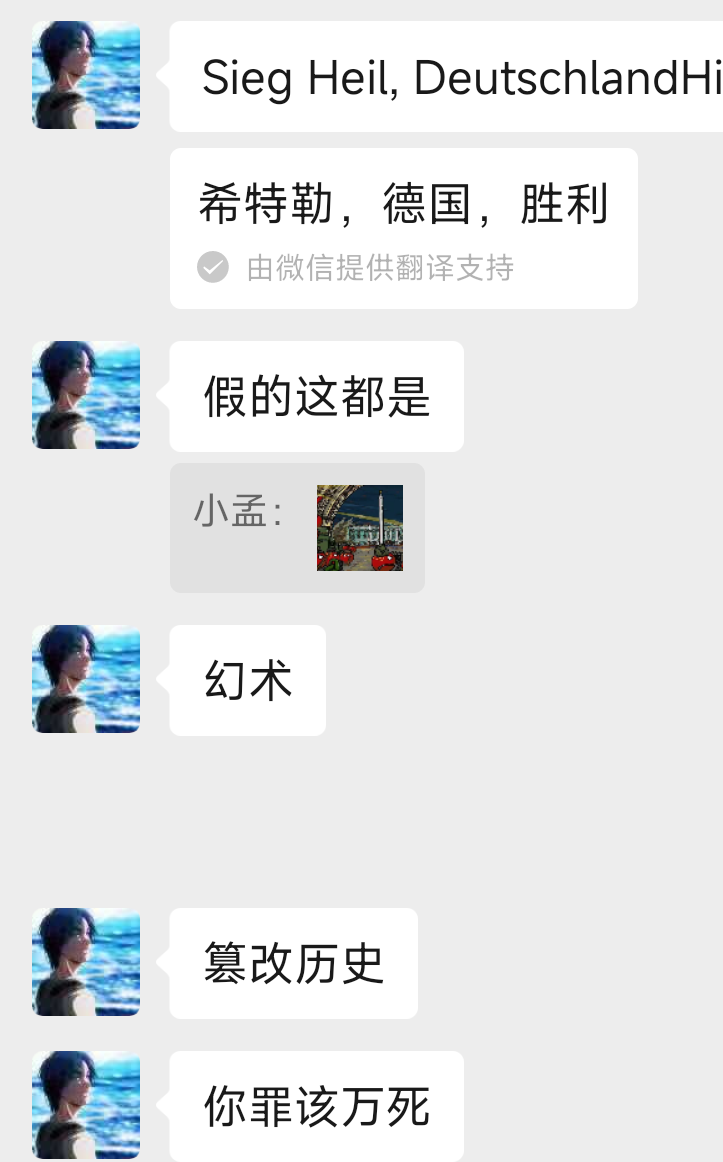 Sieg Heil, DeutschlandHi
希特勒，德国，胜利
由微信提供翻译支持
假的这都是
小孟：
幻术
篡改历史
你罪该万死